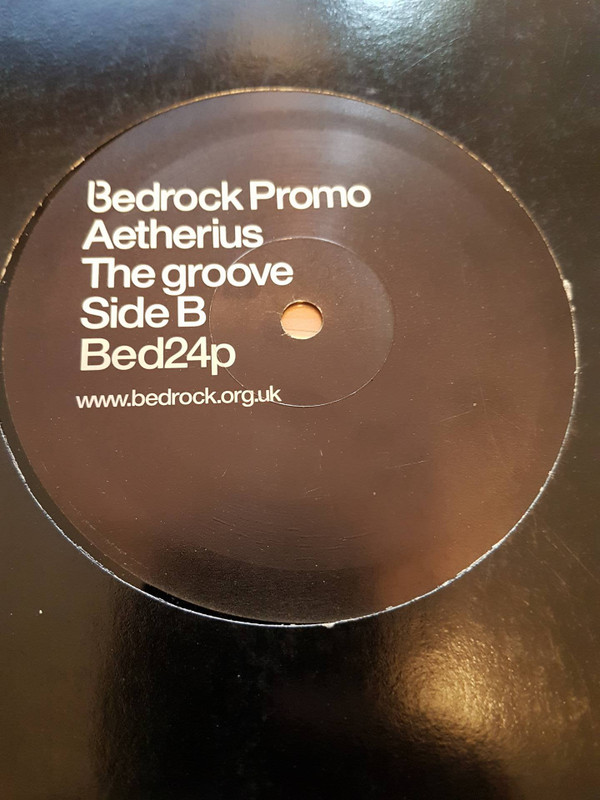 Bedrock Promo
Aetherius
The groove
Side B
Bed24p
www.bedrock.org.uk